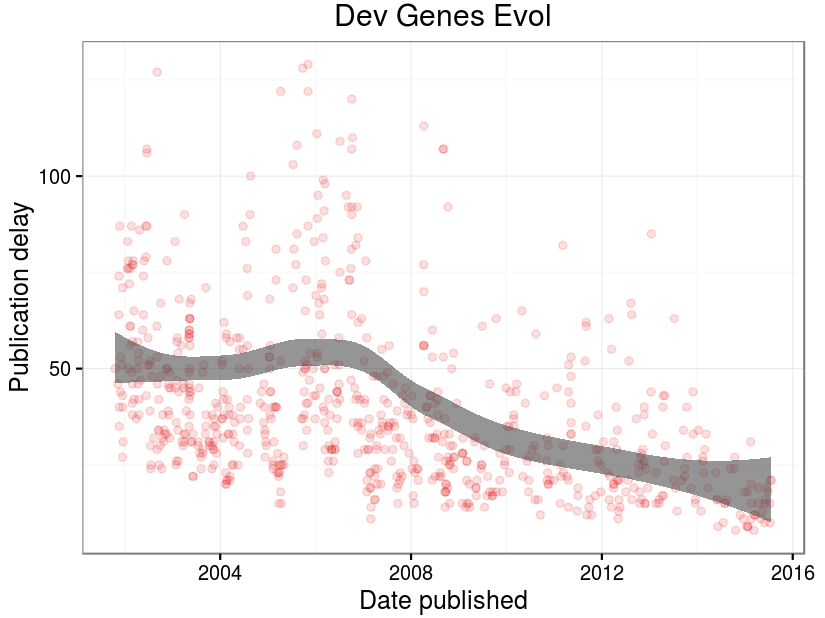 Dev Genes Evol
Publication delay
100
50
2004
2008
2012
2016
Date published